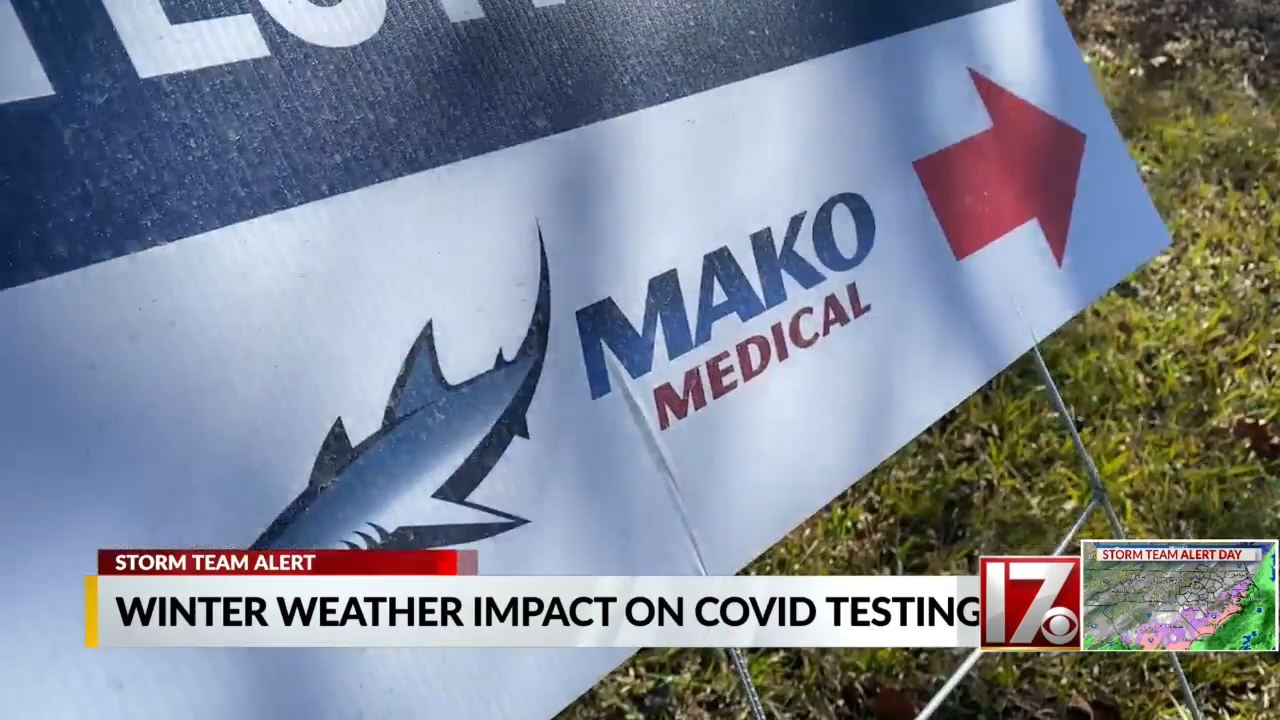 MAKO
MEDICAL
STORM TEAM ALERT
WINTER WEATHER IMPACT ON COVID TESTING
17
STORM TEAM ALERT DAY